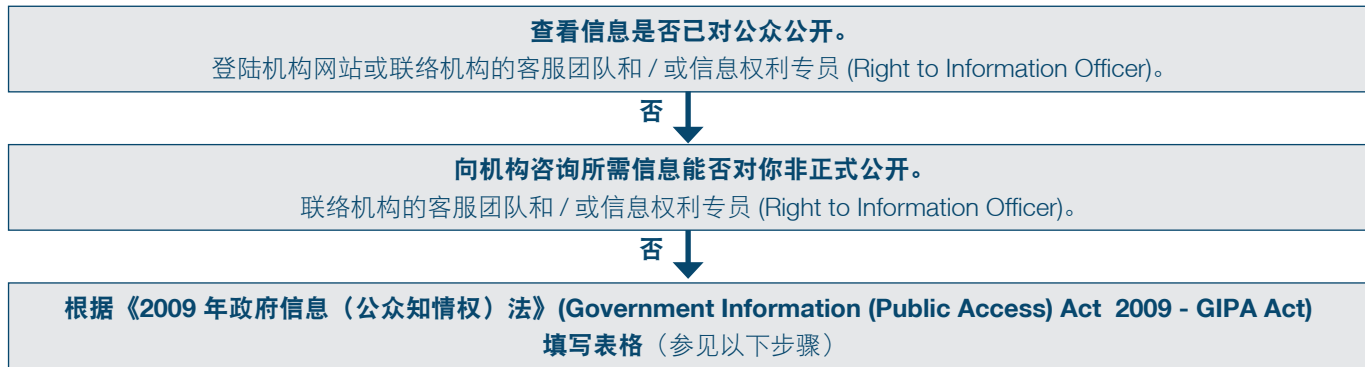 查看信息是否已对公众公开。
登陆机构网站或联络机构的客服团队和 / 或信息权利专员 (Right to Information Officer)。
否
向机构咨询所需信息能否对你非正式公开。
联络机构的客服团队和 / 或信息权利专员 (Right to Information Officer)。
否
根据《2009 年政府信息（公众知情权）法》(Government Information (Public Access) Act 2009 - GIPA Act)
填写表格（参见以下步骤）